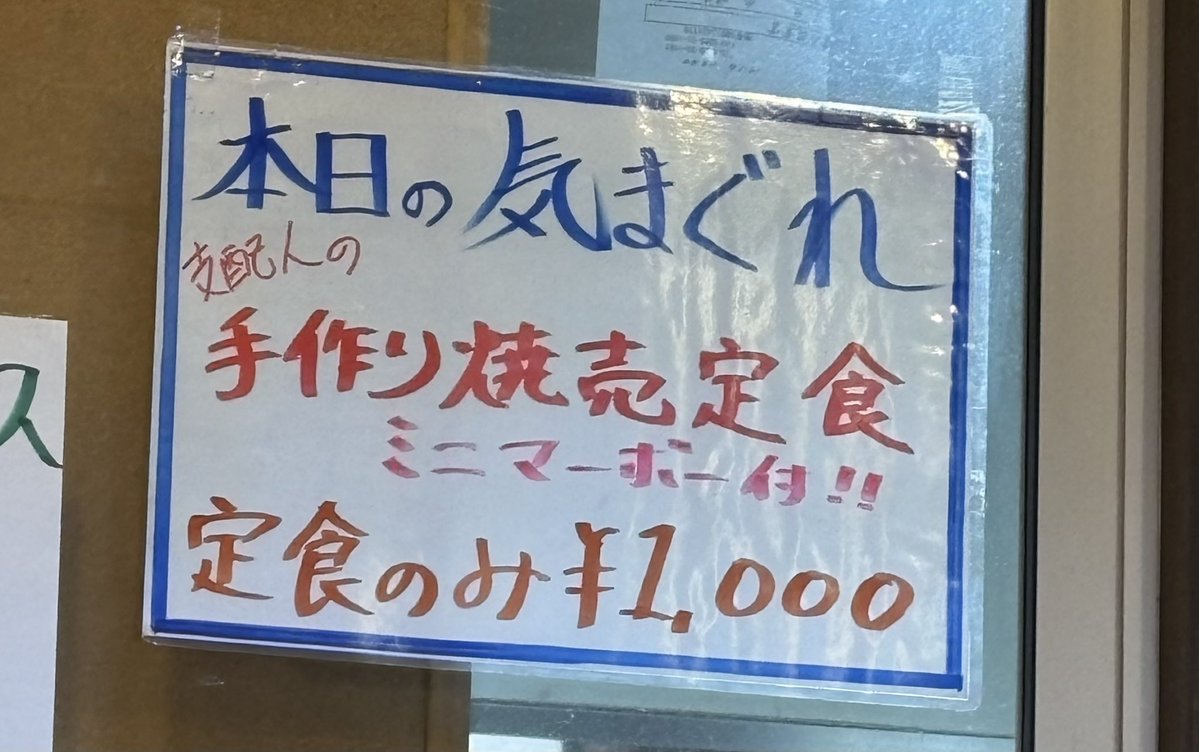 本日の気まぐれ
支配人の
手作り焼売定食
ミニマーボー付!!
定食のみ¥1,000
ス